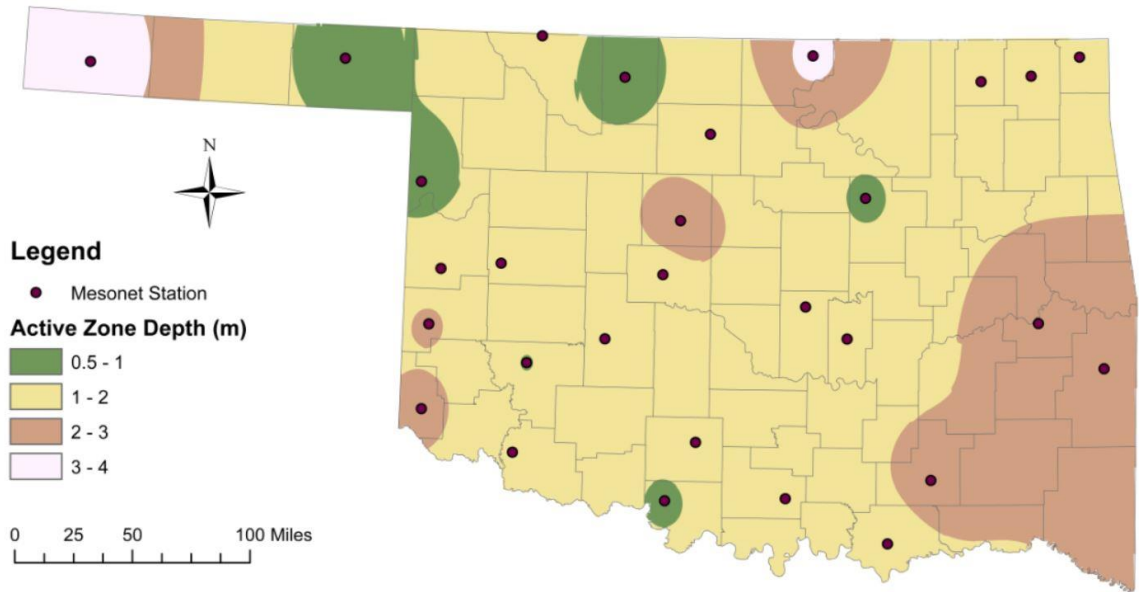 N
Legend
Mesonet Station
Active Zone Depth (m)
0.5 - 1
1 - 2
2 - 3
3 - 4
0 25 50 100 Miles